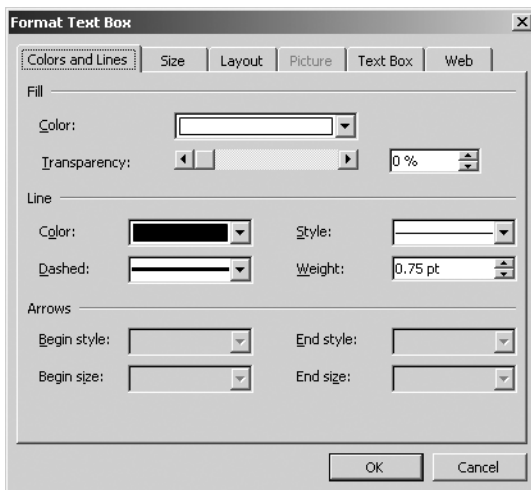 Format Text Box
Colors and Lines Size Layout Picture Text Box Web
Fill
Color:
Transparency: 0 %
Line
Color: Style:
Dashed: Weight: 0.75 pt
Arrows
Begin style: End style:
Begin size: End size:
OK Cancel